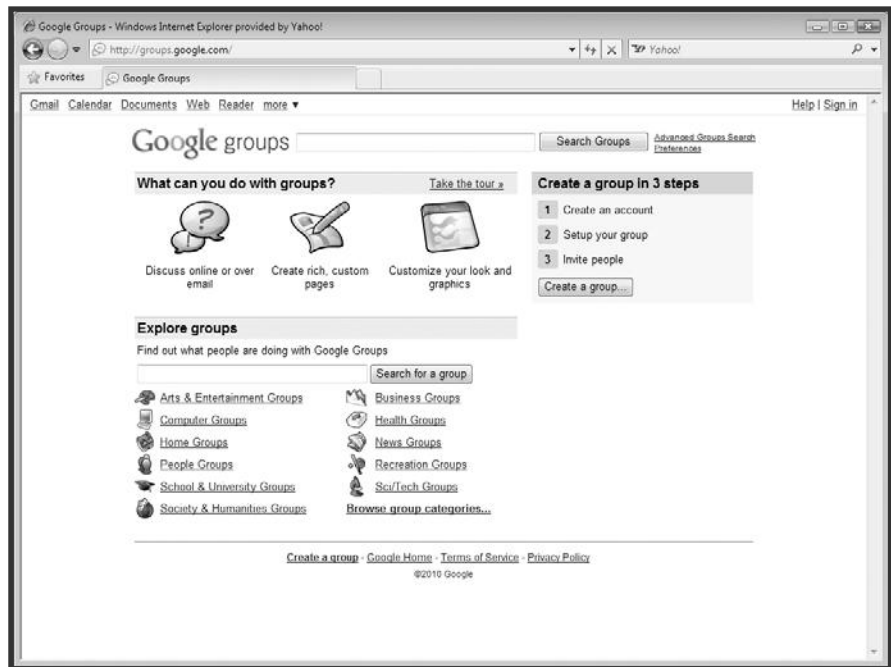 Google Groups - Windows Internet Explorer provided by Yahoo!
http://groups.google.com/
Yahoo!
Favorites
Google Groups
Gmail Calendar Documents Web Reader more ▼
Help | Sign in
Google groups
Search Groups
Advanced Groups Search
Preferences
What can you do with groups?
Take the tour »
Discuss online or over
email
Create rich, custom
pages
Customize your look and
graphics
Create a group in 3 steps
1 Create an account
2 Setup your group
3 Invite people
Create a group...
Explore groups
Find out what people are doing with Google Groups
Search for a group
Arts & Entertainment Groups
Business Groups
Computer Groups
Health Groups
Home Groups
News Groups
People Groups
Recreation Groups
School & University Groups
Sci/Tech Groups
Society & Humanities Groups
Browse group categories...
Create a group - Google Home - Terms of Service - Privacy Policy
©2010 Google